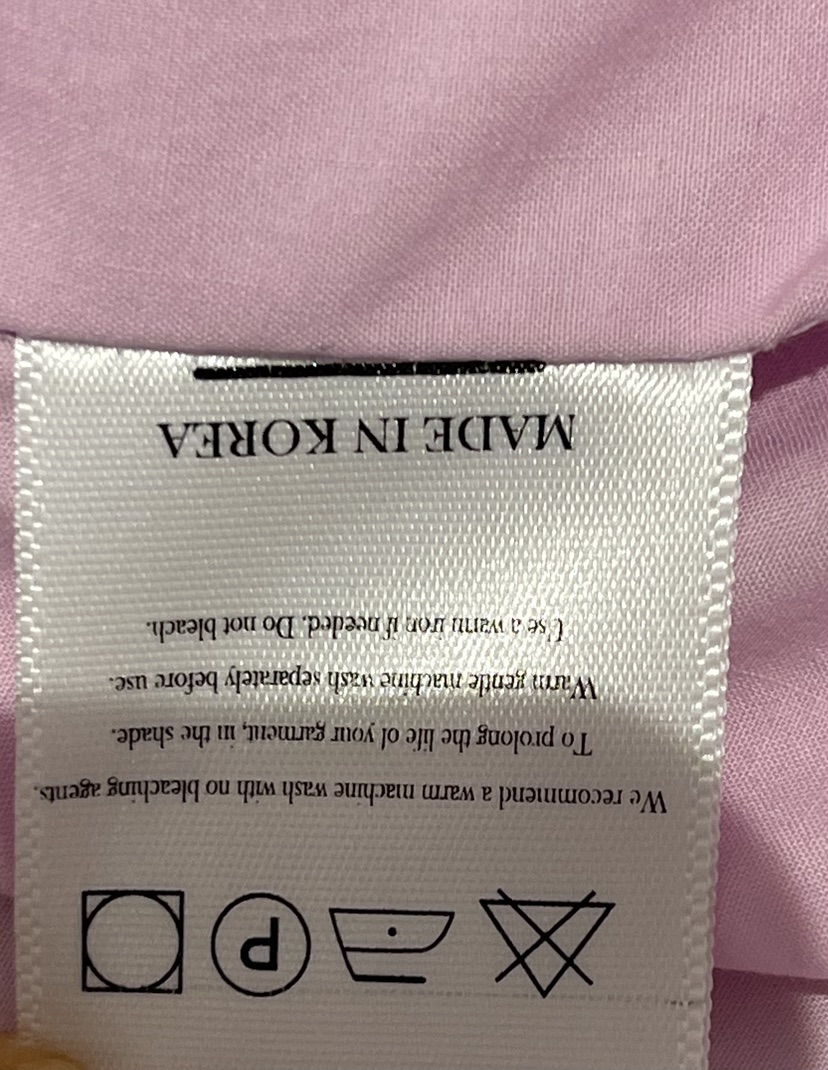 P
We recommend a warm machine wash with no bleaching agents.
To prolong the life of your garment, in the shade.
Warm gentle machine wash separately before use.
Use a warm iron if needed. Do not bleach.
MADE IN KOREA